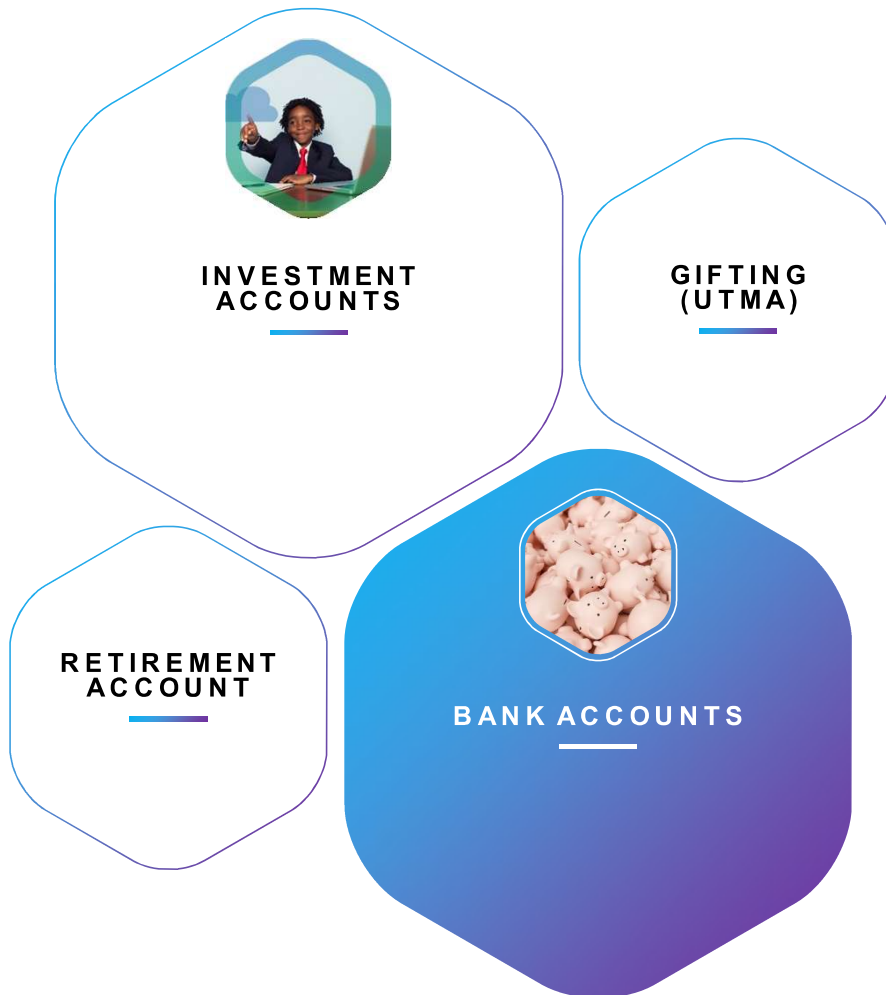 INVESTMENT
ACCOUNTS
GIFTING
(UTMA)
RETIREMENT
ACCOUNT
BANK ACCOUNTS